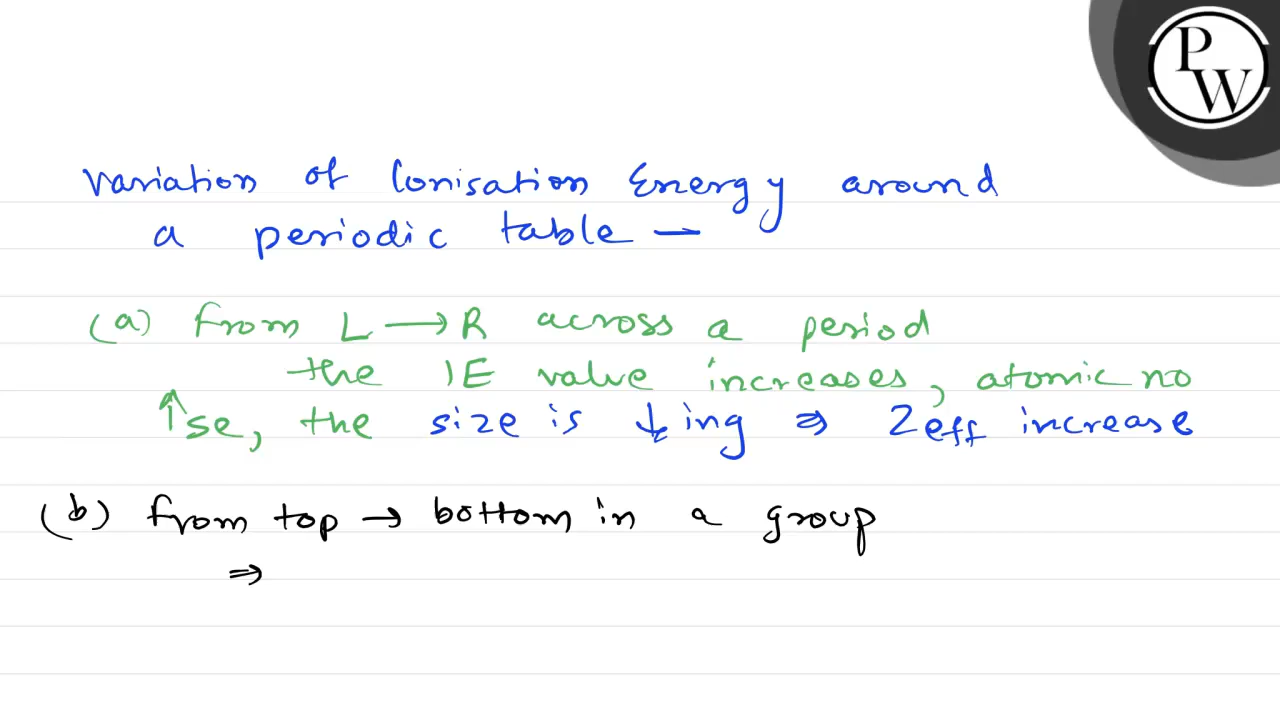 PW
Variation of Ionisation Energy around
a periodic table —
(a) from L → R across a period
the IE value increases, atomic no
↑se, the size is ↓ing ⇒ Zeff increase
(b) from top → bottom in a group
⇒